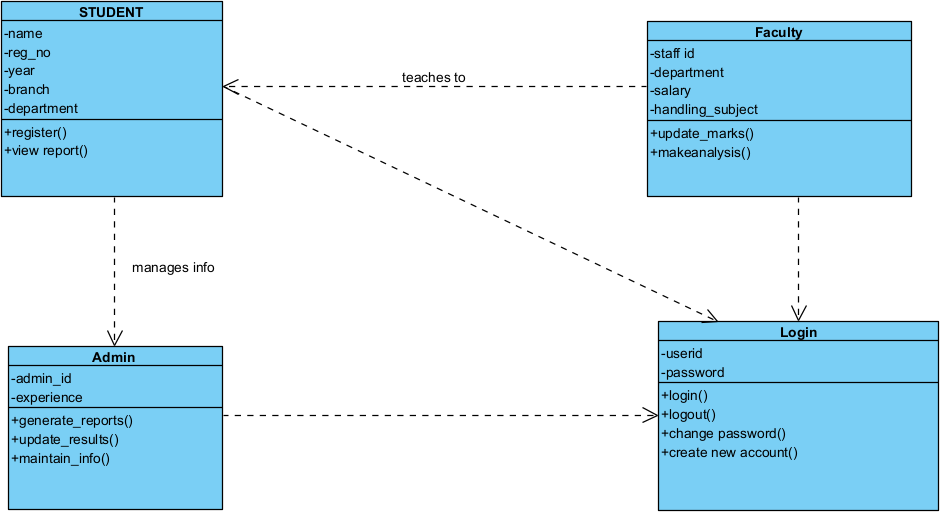 STUDENT
-name
-reg_no
-year
-branch
-department
+register()
+view report()
teaches to
Faculty
-staff id
-department
-salary
-handling_subject
+update_marks()
+makeanalysis()
manages info
Admin
-admin_id
-experience
+generate_reports()
+update_results()
+maintain_info()
Login
-userid
-password
+login()
+logout()
+change password()
+create new account()